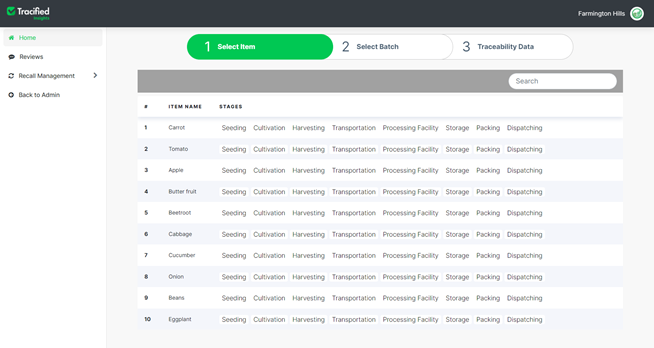 Tracified
Insights
Farmington Hills
Home
Reviews
Recall Management
Back to Admin
1 Select Item
2 Select Batch
3 Traceability Data
Search
# ITEM NAME STAGES
1 Carrot Seeding Cultivation Harvesting Transportation Processing Facility Storage Packing Dispatching
2 Tomato Seeding Cultivation Harvesting Transportation Processing Facility Storage Packing Dispatching
3 Apple Seeding Cultivation Harvesting Transportation Processing Facility Storage Packing Dispatching
4 Butter fruit Seeding Cultivation Harvesting Transportation Processing Facility Storage Packing Dispatching
5 Beetroot Seeding Cultivation Harvesting Transportation Processing Facility Storage Packing Dispatching
6 Cabbage Seeding Cultivation Harvesting Transportation Processing Facility Storage Packing Dispatching
7 Cucumber Seeding Cultivation Harvesting Transportation Processing Facility Storage Packing Dispatching
8 Onion Seeding Cultivation Harvesting Transportation Processing Facility Storage Packing Dispatching
9 Beans Seeding Cultivation Harvesting Transportation Processing Facility Storage Packing Dispatching
10 Eggplant Seeding Cultivation Harvesting Transportation Processing Facility Storage Packing Dispatching